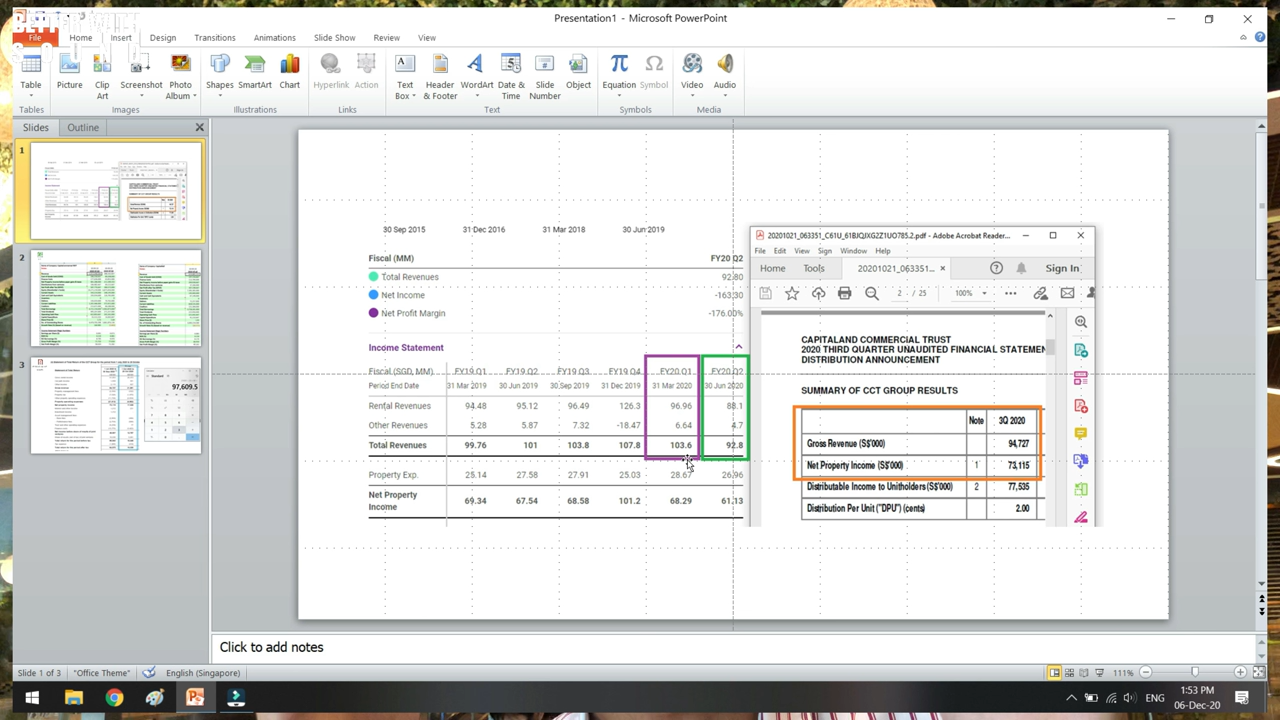 Presentation1 - Microsoft PowerPoint
File Home Insert Design Transitions Animations Slide Show Review View
Table Picture Clip Art Screenshot Photo Album Shapes SmartArt Chart Hyperlink Action Text Box Header & Footer WordArt Date & Time Slide Number Object Equation Symbol Video Audio
Tables Images Illustrations Links Text Symbols Media
Slides Outline
1
2
3
30 Sep 2015 31 Dec 2016 31 Mar 2018 30 Jun 2019
Fiscal (MM) FY20 Q2
Total Revenues 92.80
Net Income -163.30
Net Profit Margin -176.00%
Income Statement
Fiscal (SGD, MM) FY19 Q1 FY19 Q2 FY19 Q3 FY19 Q4 FY20 Q1 FY20 Q2
Period End Date 31 Mar 2019 30 Jun 2019 30 Sep 2019 31 Dec 2019 31 Mar 2020 30 Jun 2020
Rental Revenues 94.48 95.12 96.49 126.3 96.96 88.1
Other Revenues 5.28 5.87 7.32 -18.47 6.64 4.7
Total Revenues 99.76 101 103.8 107.8 103.6 92.8
Property Exp. 25.14 27.58 27.91 25.03 28.67 26.96
Net Property Income 69.34 67.54 68.58 101.2 68.29 61.13
20201021_063351_C61U_61BJQJXGZ1UO785.2.pdf - Adobe Acrobat Reader...
File Edit View Sign Window Help
Home Tools 20201021_063351... × Sign In
2 100%
CAPITALAND COMMERCIAL TRUST
2020 THIRD QUARTER UNAUDITED FINANCIAL STATEMEN
DISTRIBUTION ANNOUNCEMENT
SUMMARY OF CCT GROUP RESULTS
Note 3Q 2020
Gross Revenue (S$'000) 94,727
Net Property Income (S$'000) 1 73,115
Distributable Income to Unitholders (S$'000) 2 77,535
Distribution Per Unit ("DPU") (cents) 2.00
Standard
97,609.5
Click to add notes
Slide 1 of 3 "Office Theme" English (Singapore) 111%
ENG 1:53 PM
06-Dec-20